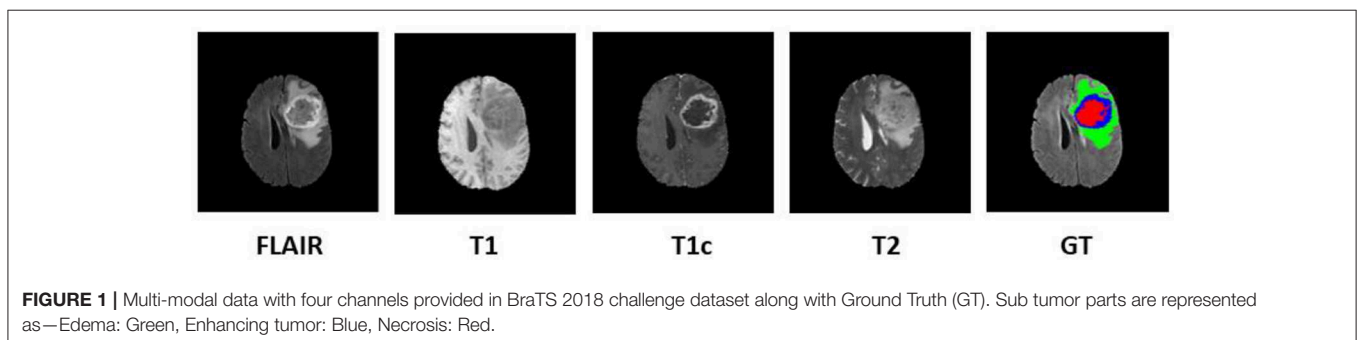 FLAIR T1 T1c T2 GT
FIGURE 1 | Multi-modal data with four channels provided in BraTS 2018 challenge dataset along with Ground Truth (GT). Sub tumor parts are represented
as—Edema: Green, Enhancing tumor: Blue, Necrosis: Red.